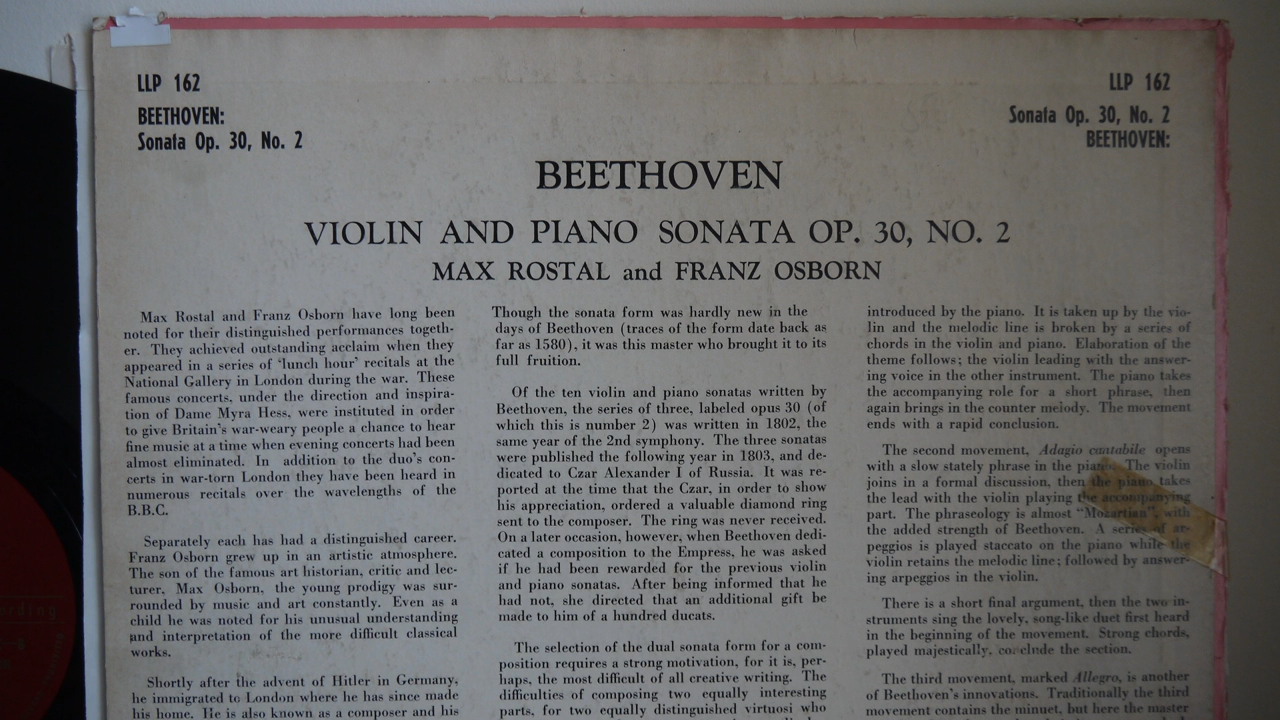 LLP 162
BEETHOVEN:
Sonata Op. 30, No. 2
LLP 162
Sonata Op. 30, No. 2
BEETHOVEN:
BEETHOVEN
VIOLIN AND PIANO SONATA OP. 30, NO. 2
MAX ROSTAL and FRANZ OSBORN
Max Rostal and Franz Osborn have long been
noted for their distinguished performances togeth-
er. They achieved outstanding acclaim when they
appeared in a series of 'lunch hour' recitals at the
National Gallery in London during the war. These
famous concerts, under the direction and inspira-
tion of Dame Myra Hess, were instituted in order
to give Britain's war-weary people a chance to hear
fine music at a time when evening concerts had been
almost eliminated. In addition to the duo's con-
certs in war-torn London they have been heard in
numerous recitals over the wavelengths of the
B.B.C.
Separately each has had a distinguished career.
Franz Osborn grew up in an artistic atmosphere.
The son of the famous art historian, critic and lec-
turer, Max Osborn, the young prodigy was sur-
rounded by music and art constantly. Even as a
child he was noted for his unusual understanding
and interpretation of the more difficult classical
works.
Shortly after the advent of Hitler in Germany,
he immigrated to London where he has since made
his home. He is also known as a composer and his
Though the sonata form was hardly new in the
days of Beethoven (traces of the form date back as
far as 1580), it was this master who brought it to its
full fruition.
Of the ten violin and piano sonatas written by
Beethoven, the series of three, labeled opus 30 (of
which this is number 2) was written in 1802, the
same year of the 2nd symphony. The three sonatas
were published the following year in 1803, and de-
dicated to Czar Alexander I of Russia. It was re-
ported at the time that the Czar, in order to show
his appreciation, ordered a valuable diamond ring
sent to the composer. The ring was never received.
On a later occasion, however, when Beethoven dedi-
cated a composition to the Empress, he was asked
if he had been rewarded for the previous violin
and piano sonatas. After being informed that he
had not, she directed that an additional gift be
made to him of a hundred ducats.
The selection of the dual sonata form for a com-
position requires a strong motivation, for it is, per-
haps, the most difficult of all creative writing. The
difficulties of composing two equally interesting
parts, for two equally distinguished virtuosi who
introduced by the piano. It is taken up by the vio-
lin and the melodic line is broken by a series of
chords in the violin and piano. Elaboration of the
theme follows; the violin leading with the answer-
ing voice in the other instrument. The piano takes
the accompanying role for a short phrase, then
again brings in the counter melody. The movement
ends with a rapid conclusion.
The second movement, Adagio cantabile opens
with a slow stately phrase in the piano. The violin
joins in a formal discussion, then the piano takes
the lead with the violin playing the accompanying
part. The phraseology is almost "Mozartian", with
the added strength of Beethoven. A series of ar-
peggios is played staccato on the piano while the
violin retains the melodic line; followed by answer-
ing arpeggios in the violin.
There is a short final argument, then the two in-
struments sing the lovely, song-like duet first heard
in the beginning of the movement. Strong chords,
played majestically, conclude the section.
The third movement, marked Allegro, is another
of Beethoven's innovations. Traditionally the third
movement contains the minuet, but here the master